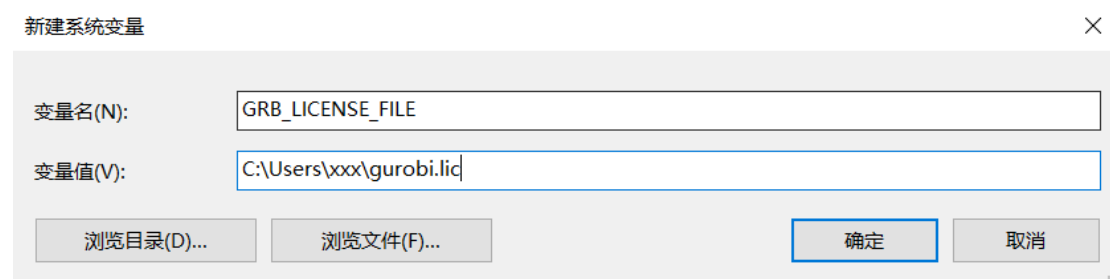 新建系统变量
变量名(N):
GRB_LICENSE_FILE
变量值(V):
C:\Users\xxx\gurobi.lic
浏览目录(D)...
浏览文件(F)...
确定
取消